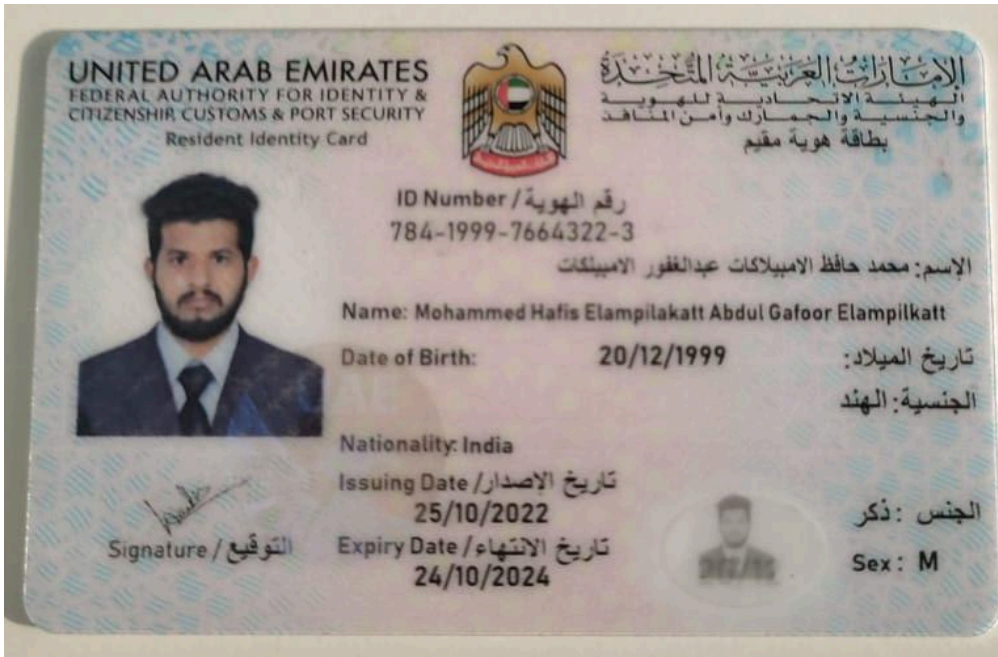 UNITED ARAB EMIRATES
FEDERAL AUTHORITY FOR IDENTITY &
CITIZENSHIP, CUSTOMS & PORT SECURITY
Resident Identity Card
الإمارات العربية المتحدة
الهيئة الاتحادية للهوية
والجنسية والجمارك وأمن المنافذ
بطاقة هوية مقيم
ID Number / رقم الهوية
784-1999-7664322-3
الإسم: محمد حافظ الامبيلاكات عبدالغفور الامبيلكات
Name: Mohammed Hafis Elampilakatt Abdul Gafoor Elampilkatt
Date of Birth: 20/12/1999 تاريخ الميلاد:
الجنسية: الهند
Nationality: India
Issuing Date / تاريخ الإصدار
25/10/2022
Expiry Date / تاريخ الانتهاء
24/10/2024
الجنس : ذكر
Sex : M
Signature / التوقيع